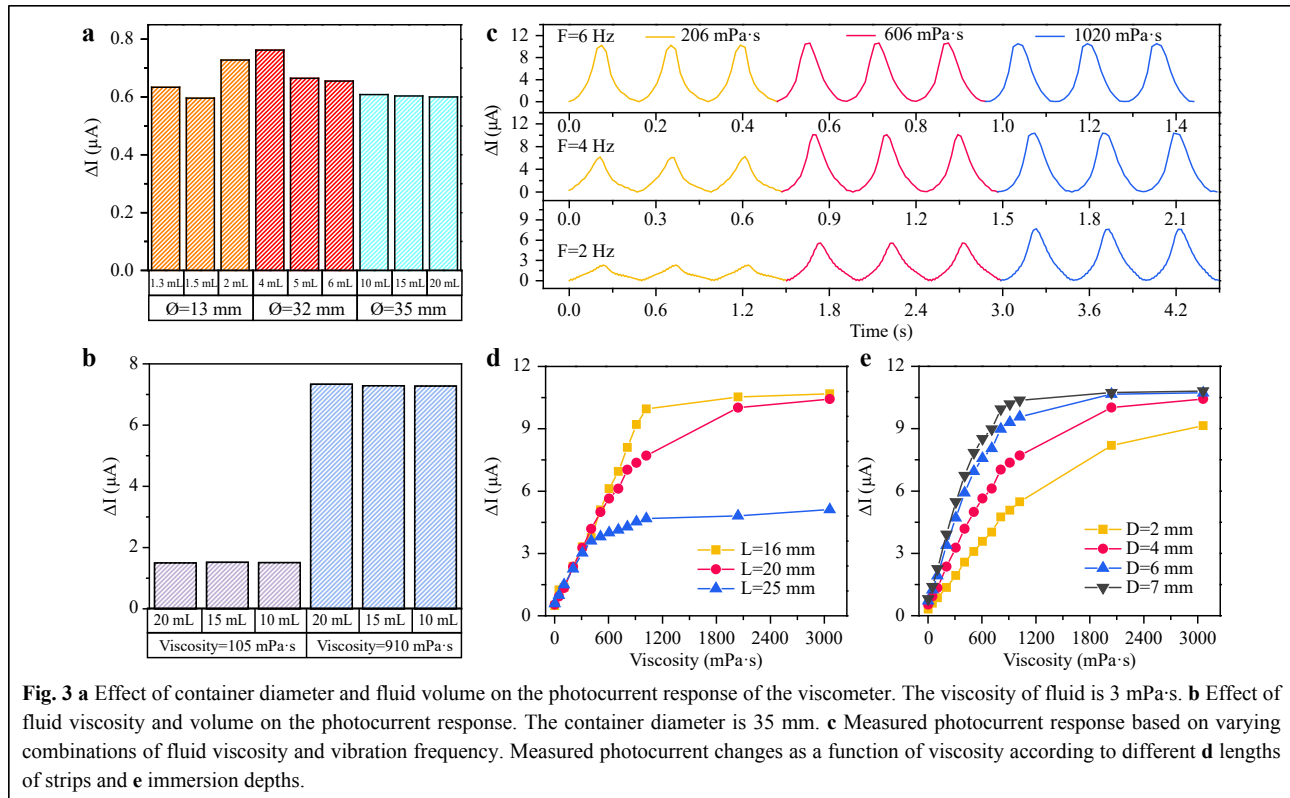 a
0.8
0.6
0.4
0.2
0.0
ΔI (μA)
1.3 mL 1.5 mL 2 mL 4 mL 5 mL 6 mL 10 mL 15 mL 20 mL
Ø=13 mm Ø=32 mm Ø=35 mm
c
F=6 Hz 206 mPa·s 606 mPa·s 1020 mPa·s
12
8
4
0
0.0 0.2 0.4 0.6 0.8 1.0 1.2 1.4
ΔI (μA)
F=4 Hz
12
8
4
0
0.0 0.3 0.6 0.9 1.2 1.5 1.8 2.1
F=2 Hz
9
6
3
0
0.0 0.6 1.2 1.8 2.4 3.0 3.6 4.2
Time (s)
b
8
6
4
2
0
ΔI (μA)
20 mL 15 mL 10 mL 20 mL 15 mL 10 mL
Viscosity=105 mPa·s Viscosity=910 mPa·s
d
12
9
6
3
0
ΔI (μA)
L=16 mm
L=20 mm
L=25 mm
0 600 1200 1800 2400 3000
Viscosity (mPa·s)
e
12
9
6
3
0
ΔI (μA)
D=2 mm
D=4 mm
D=6 mm
D=7 mm
0 600 1200 1800 2400 3000
Viscosity (mPa·s)
Fig. 3 a Effect of container diameter and fluid volume on the photocurrent response of the viscometer. The viscosity of fluid is 3 mPa·s. b Effect of
fluid viscosity and volume on the photocurrent response. The container diameter is 35 mm. c Measured photocurrent response based on varying
combinations of fluid viscosity and vibration frequency. Measured photocurrent changes as a function of viscosity according to different d lengths
of strips and e immersion depths.